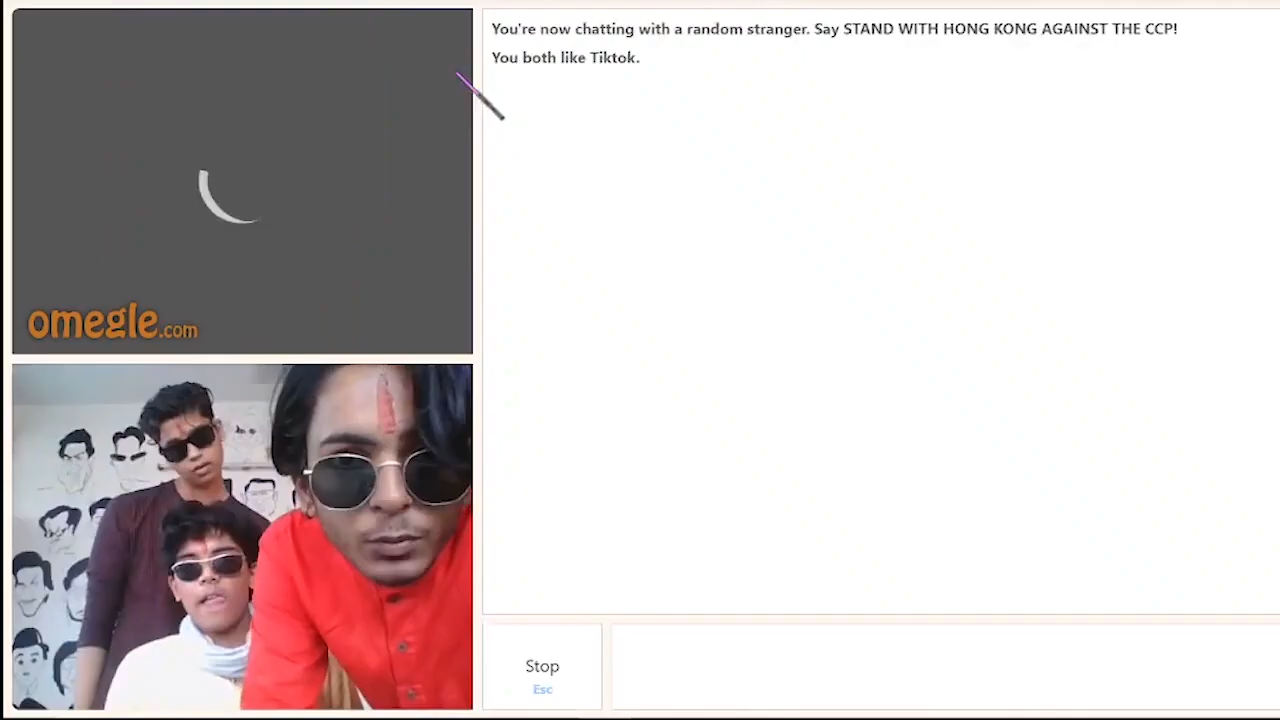 You're now chatting with a random stranger. Say STAND WITH HONG KONG AGAINST THE CCP!
You both like Tiktok.
omegle.com
Stop
Esc